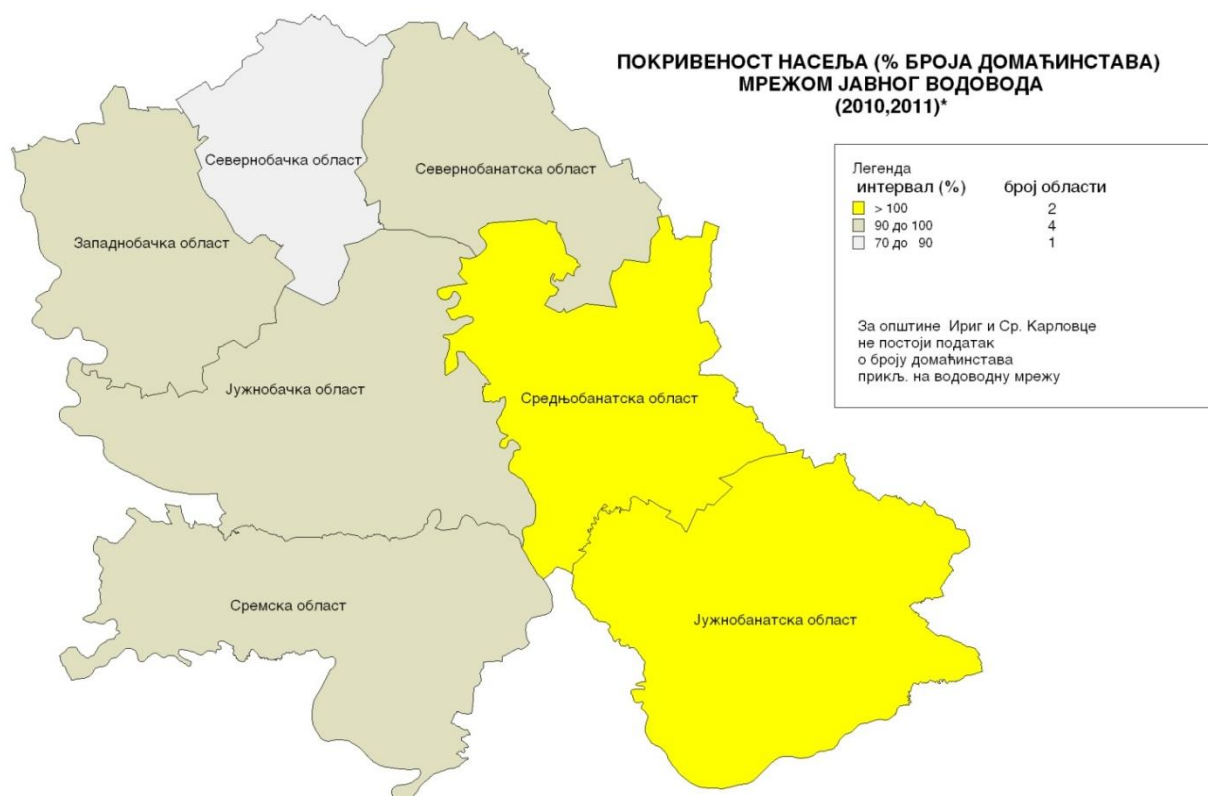 ПОКРИВЕНОСТ НАСЕЉА (% БРОЈА ДОМАЋИНСТАВА)
МРЕЖОМ ЈАВНОГ ВОДОВОДА
(2010,2011)*
Севернобачка област
Севернобанатска област
Западнобачка област
Јужнобачка област
Средњобанатска област
Сремска област
Јужнобанатска област
Легенда
интервал (%) број области
> 100 2
90 до 100 4
70 до 90 1
За општине Ириг и Ср. Карловце
не постоји податак
о броју домаћинстава
прикљ. на водоводну мрежу